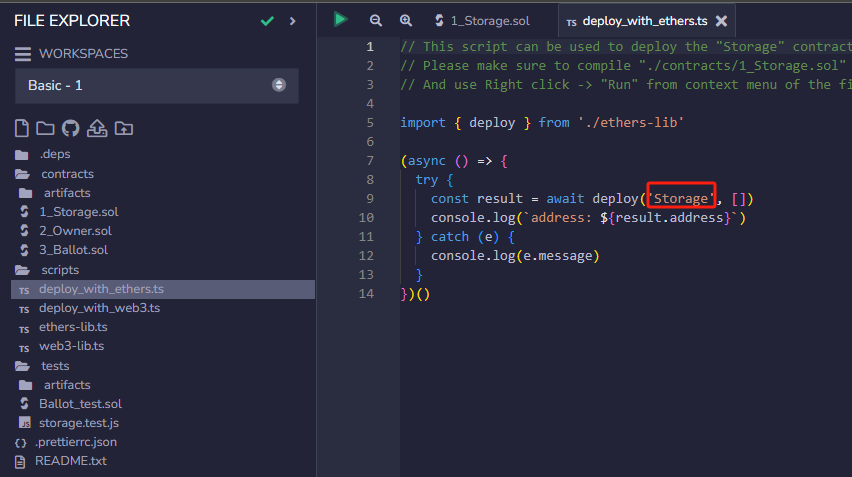 FILE EXPLORER
WORKSPACES
Basic - 1
.deps
contracts
artifacts
1_Storage.sol
2_Owner.sol
3_Ballot.sol
scripts
TS deploy_with_ethers.ts
TS deploy_with_web3.ts
TS ethers-lib.ts
TS web3-lib.ts
tests
artifacts
Ballot_test.sol
JS storage.test.js
{} .prettierrc.json
README.txt
1_Storage.sol
TS deploy_with_ethers.ts
1 // This script can be used to deploy the "Storage" contract
2 // Please make sure to compile "./contracts/1_Storage.sol"
3 // And use Right click -> "Run" from context menu of the fi
4
5 import { deploy } from './ethers-lib'
6
7 (async () => {
8 try {
9 const result = await deploy('Storage', [])
10 console.log(`address: ${result.address}`)
11 } catch (e) {
12 console.log(e.message)
13 }
14 })()